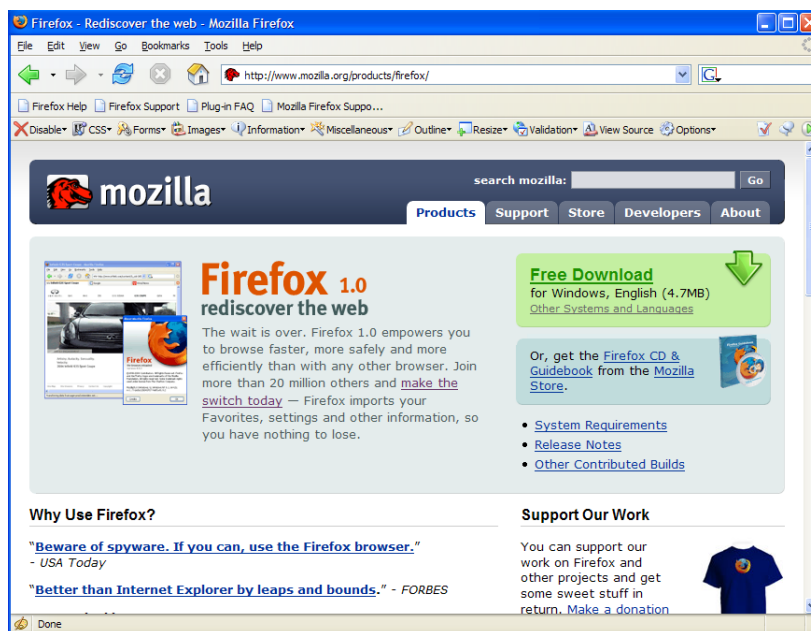 Firefox - Rediscover the web - Mozilla Firefox
File Edit View Go Bookmarks Tools Help
http://www.mozilla.org/products/firefox/
G
Firefox Help Firefox Support Plug-in FAQ Mozilla Firefox Suppo...
Disable CSS Forms Images Information Miscellaneous Outline Resize Validation View Source Options
search mozilla: Go
mozilla
Products Support Store Developers About
Firefox 1.0
rediscover the web
The wait is over. Firefox 1.0 empowers you
to browse faster, more safely and more
efficiently than with any other browser. Join
more than 20 million others and make the
switch today — Firefox imports your
Favorites, settings and other information, so
you have nothing to lose.
Free Download
for Windows, English (4.7MB)
Other Systems and Languages
Or, get the Firefox CD &
Guidebook from the Mozilla
Store.
• System Requirements
• Release Notes
• Other Contributed Builds
Why Use Firefox?
“Beware of spyware. If you can, use the Firefox browser.”
- USA Today
“Better than Internet Explorer by leaps and bounds.” - FORBES
Support Our Work
You can support our
work on Firefox and
other projects and get
some sweet stuff in
return. Make a donation
Done